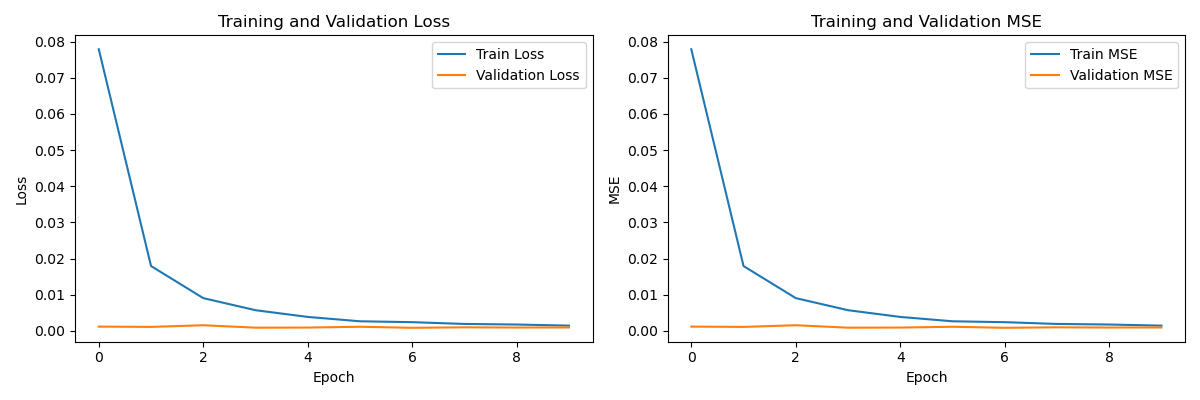 Training and Validation Loss
0.08
0.07
0.06
0.05
0.04
0.03
0.02
0.01
0.00
Loss
Train Loss
Validation Loss
0 2 4 6 8
Epoch
Training and Validation MSE
0.08
0.07
0.06
0.05
0.04
0.03
0.02
0.01
0.00
MSE
Train MSE
Validation MSE
0 2 4 6 8
Epoch